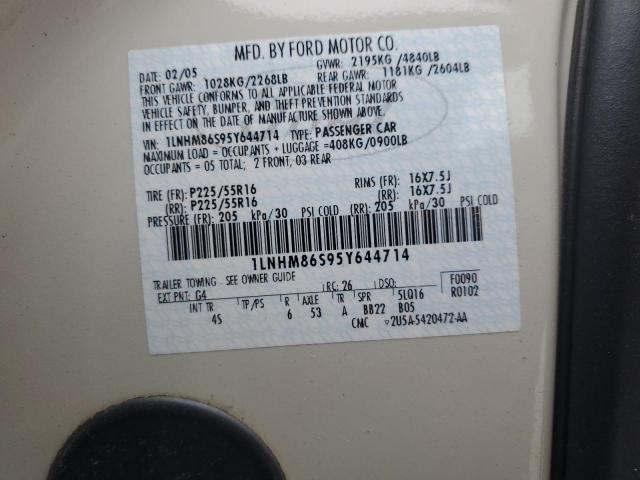 MFD. BY FORD MOTOR CO.
DATE: 02/05 GVWR: 2195KG /4840LB
FRONT GAWR: 1028KG/2268LB REAR GAWR: 1181KG/2604LB
THIS VEHICLE CONFORMS TO ALL APPLICABLE FEDERAL MOTOR
VEHICLE SAFETY, BUMPER, AND THEFT PREVENTION STANDARDS
IN EFFECT ON THE DATE OF MANUFACTURE SHOWN ABOVE.
VIN: 1LNHM86S95Y644714 TYPE: PASSENGER CAR
MAXIMUM LOAD = OCCUPANTS + LUGGAGE =408KG/0900LB
OCCUPANTS = 05 TOTAL; 2 FRONT, 03 REAR
TIRE (FR): P225/55R16 RIMS (FR): 16X7.5J
(RR): P225/55R16 (RR): 16X7.5J
PRESSURE (FR): 205 kPa/30 PSI COLD (RR): 205 kPa/30 PSI COLD
1LNHM86S95Y644714
TRAILER TOWING - SEE OWNER GUIDE
EXT PNT: G4 RC: 26 DSO: F0090
INT TR TP/PS R AXLE TR SPR 5LQ16 R0102
4S 6 53 A BB22 B05
CMC ▽2U5A-5420472-AA